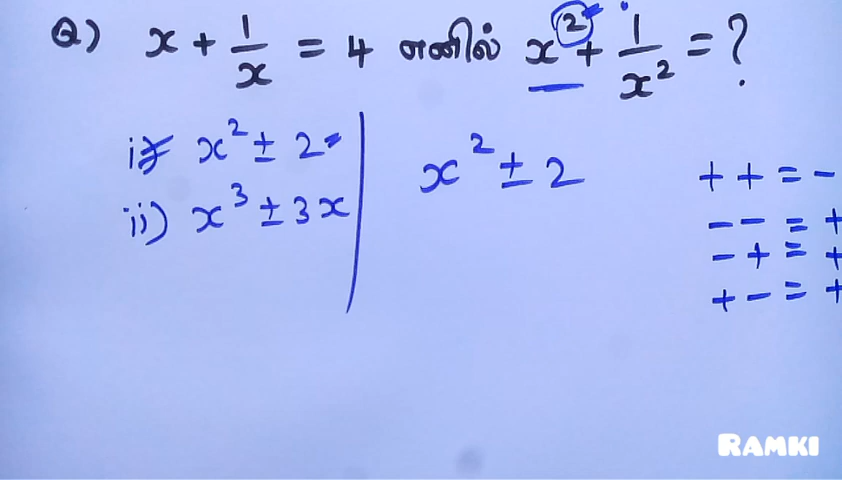 Q) x + 1/x = 4 எனில் x² + 1/x² = ?
i) x² ± 2
ii) x³ ± 3x
x² ± 2
+ + = -
- - = +
- + = +
+ - = +
RAMKI